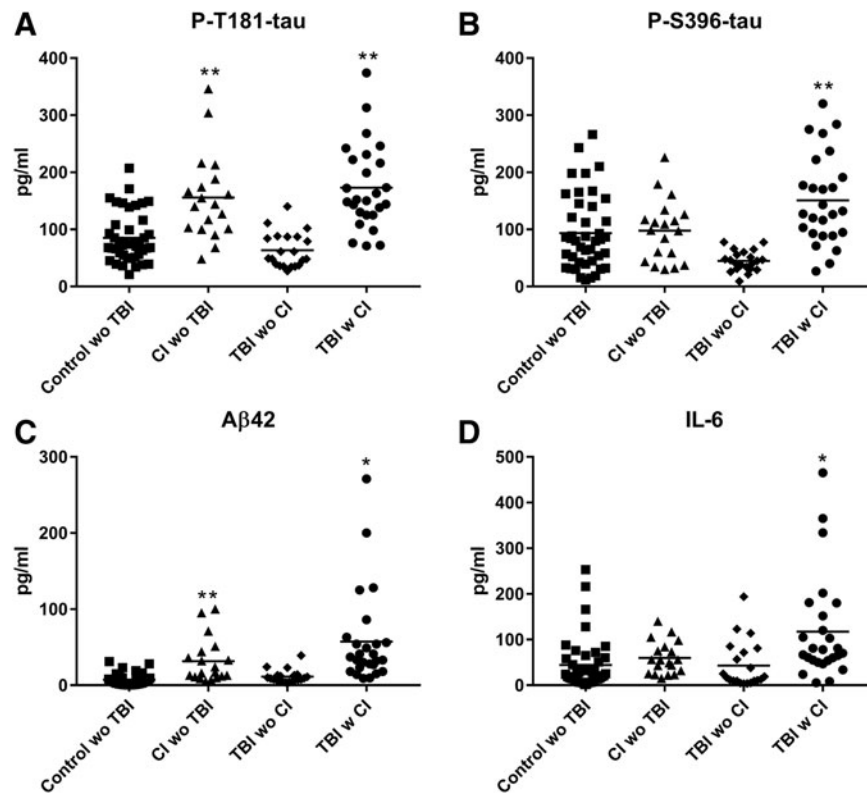 A
P-T181-tau
**
**
pg/ml
400
300
200
100
0
Control wo TBI
CI wo TBI
TBI wo CI
TBI w CI
B
P-S396-tau
**
pg/ml
400
300
200
100
0
Control wo TBI
CI wo TBI
TBI wo CI
TBI w CI
C
Aβ42
**
*
pg/ml
300
200
100
0
Control wo TBI
CI wo TBI
TBI wo CI
TBI w CI
D
IL-6
*
pg/ml
500
400
300
200
100
0
Control wo TBI
CI wo TBI
TBI wo CI
TBI w CI